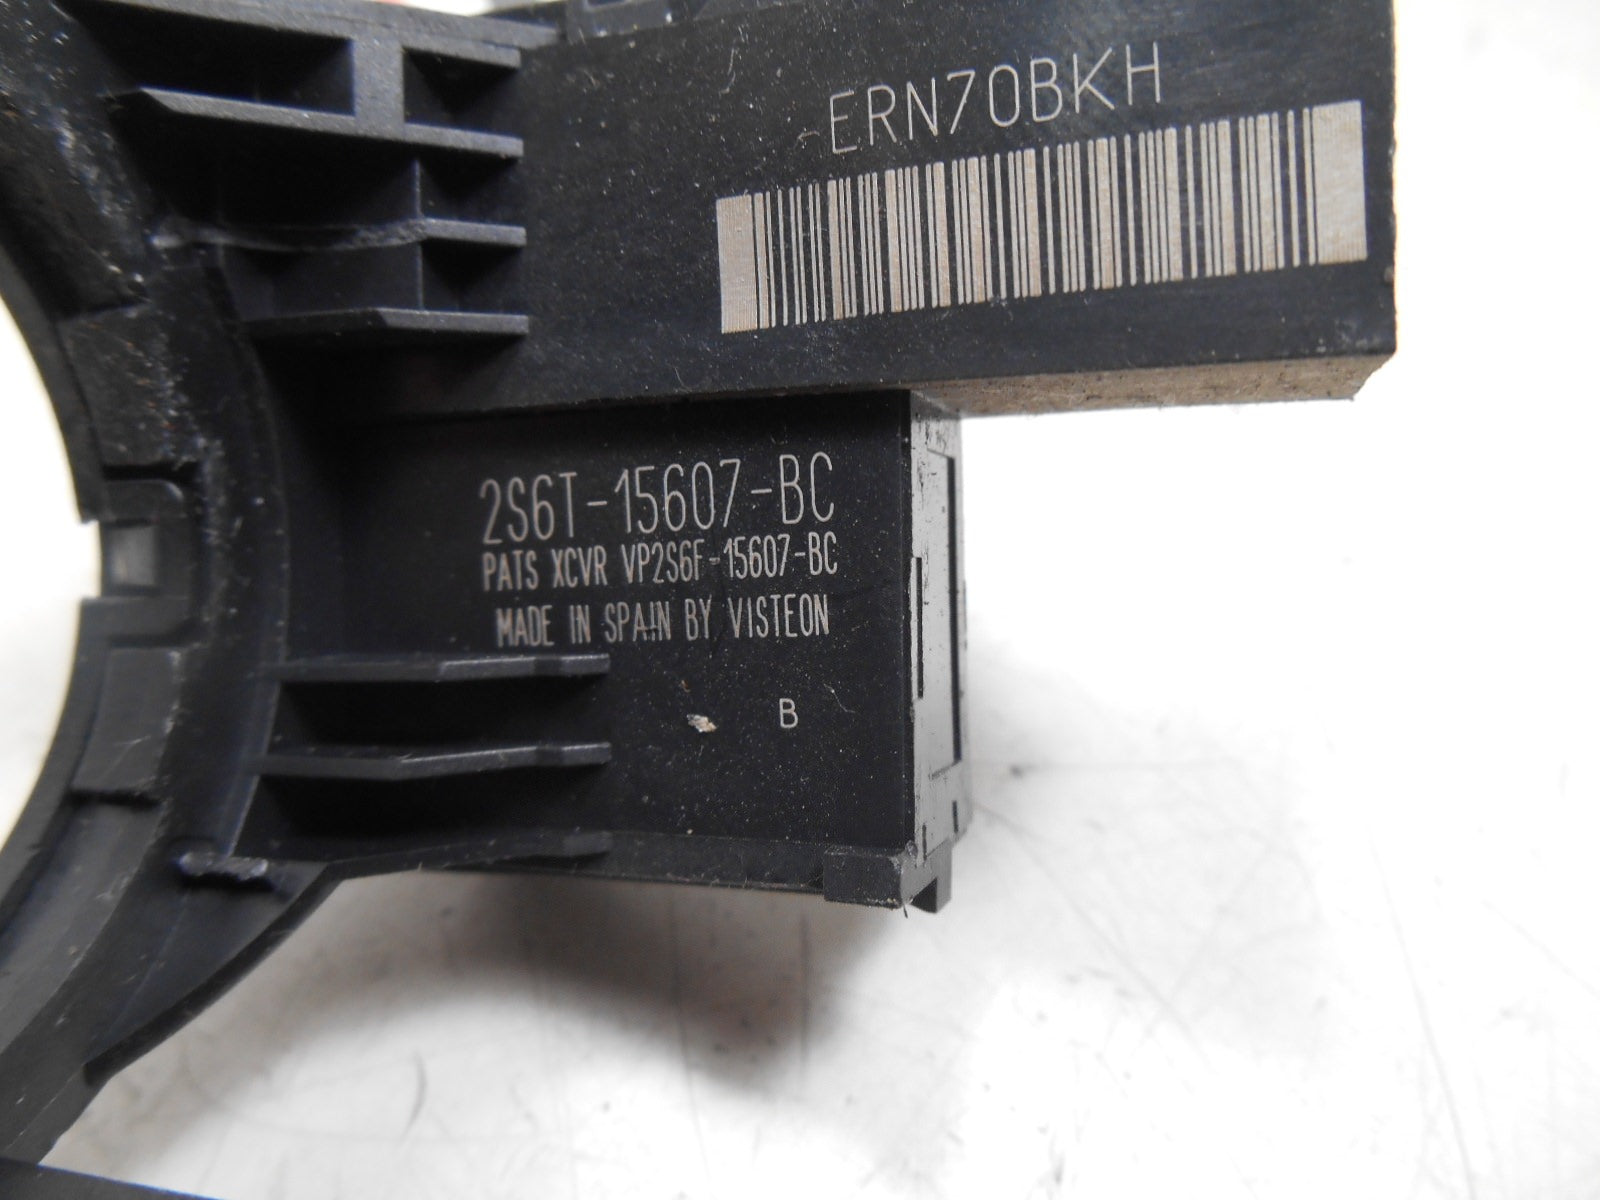 ERN70BKH
2S6T-15607-BC
PATS XCVR VP2S6F-15607-BC
MADE IN SPAIN BY VISTEON
B